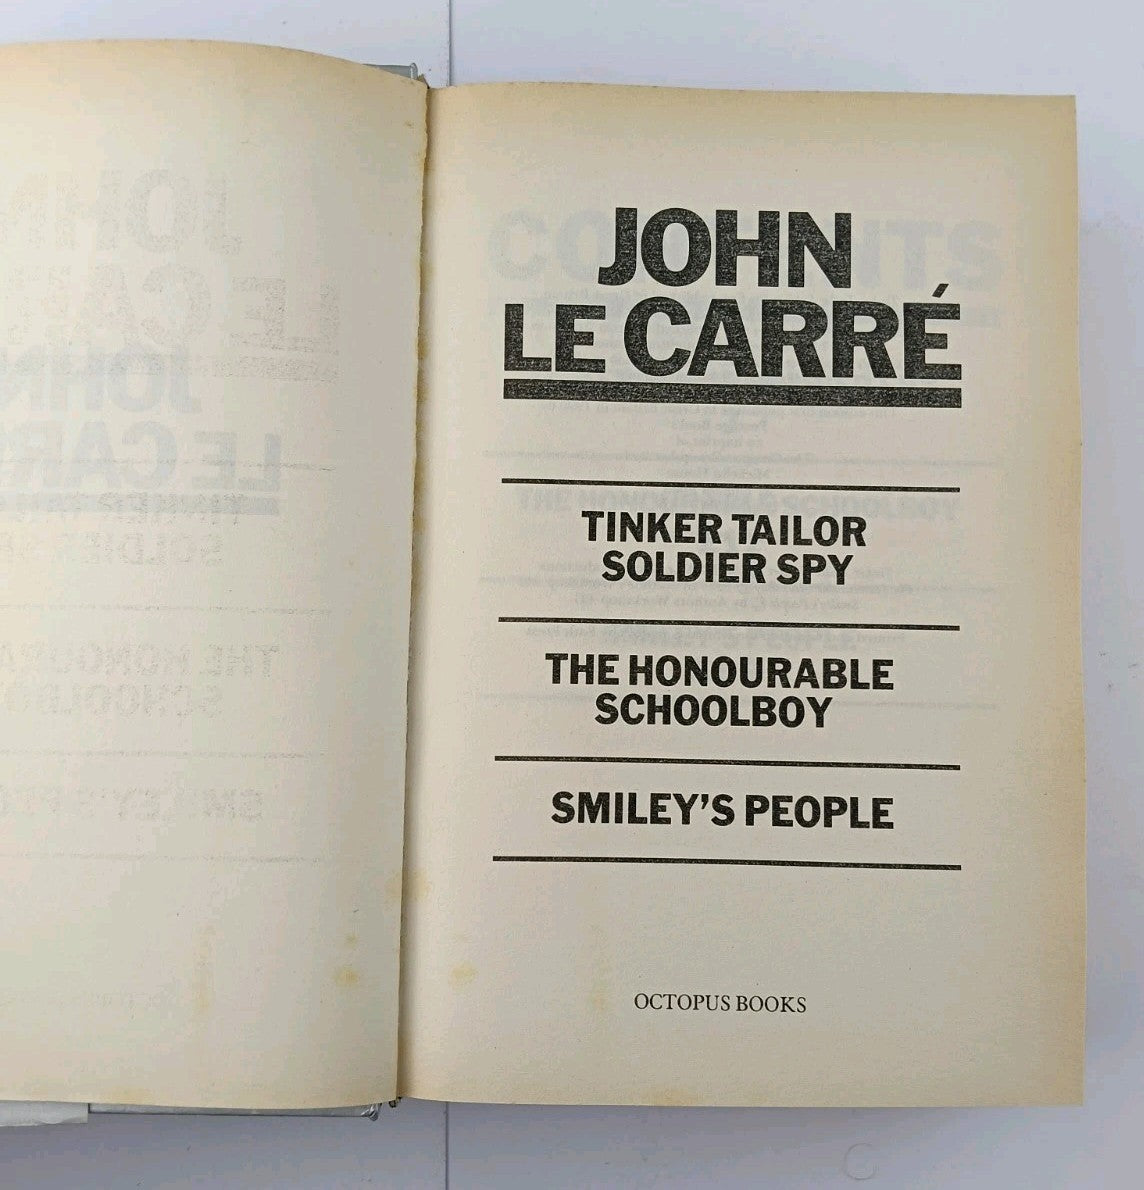 JOHN
LE CARRÉ
TINKER TAILOR
SOLDIER SPY
THE HONOURABLE
SCHOOLBOY
SMILEY'S PEOPLE
OCTOPUS BOOKS